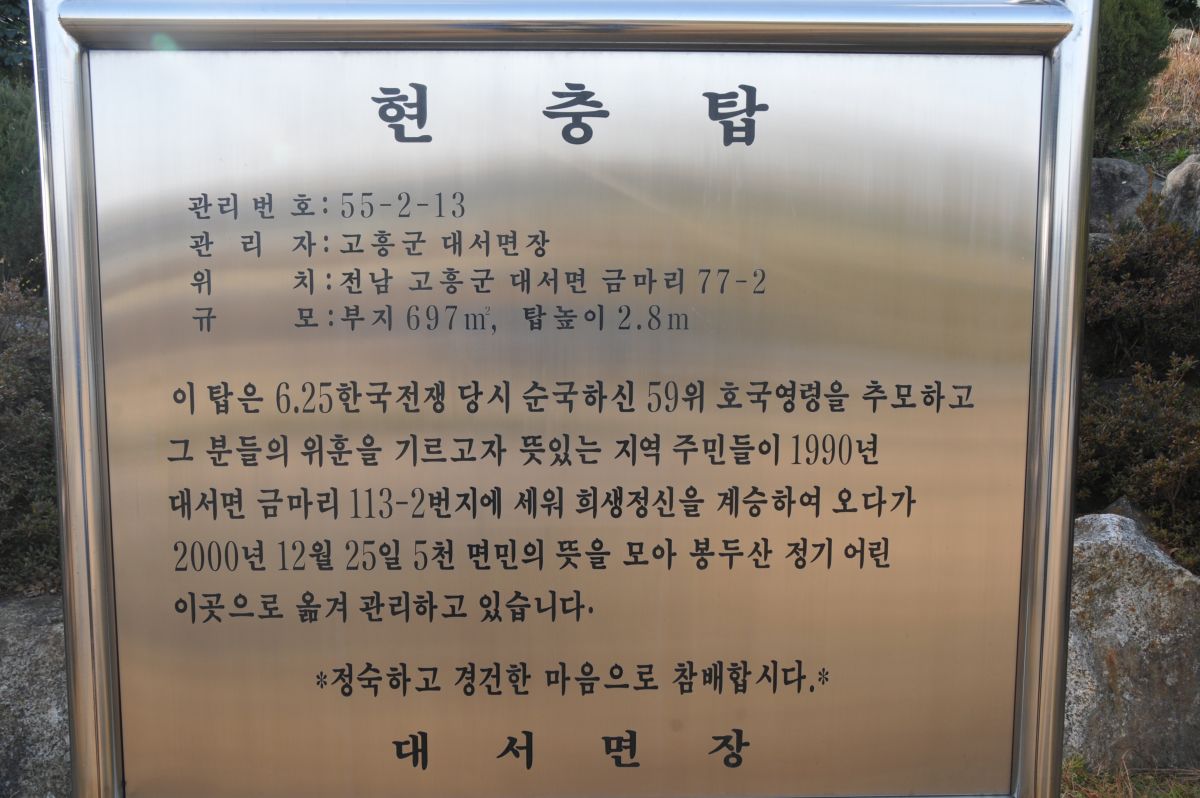 현 충 탑
관리번호: 55-2-13
관 리 자: 고흥군 대서면장
위 치: 전남 고흥군 대서면 금마리 77-2
규 모: 부지 697㎡, 탑높이 2.8m
이 탑은 6.25한국전쟁 당시 순국하신 59위 호국영령을 추모하고
그 분들의 위훈을 기르고자 뜻있는 지역 주민들이 1990년
대서면 금마리 113-2번지에 세워 희생정신을 계승하여 오다가
2000년 12월 25일 5천 면민의 뜻을 모아 봉두산 정기 어린
이곳으로 옮겨 관리하고 있습니다.
*정숙하고 경건한 마음으로 참배합시다.*
대 서 면 장